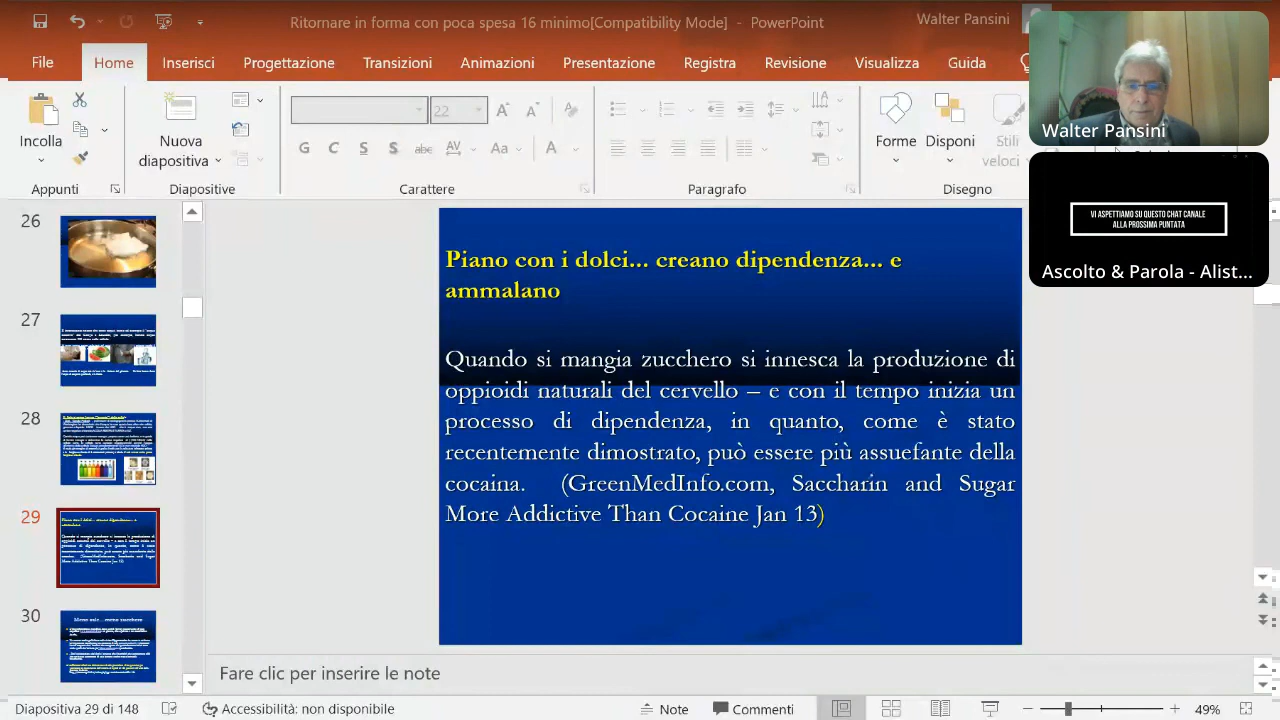 Ritornare in forma con poca spesa 16 minimo[Compatibility Mode] - PowerPoint
Walter Pansini
File Home Inserisci Progettazione Transizioni Animazioni Presentazione Registra Revisione Visualizza Guida
Incolla
Nuova
diapositiva
22
G C S S AV Aa A
Forme
Disponi
Stili
veloci
Appunti
Diapositive
Carattere
Paragrafo
Disegno
Walter Pansini
VI ASPETTIAMO SU QUESTO CHAT CANALE
ALLA PROSSIMA PUNTATA
Ascolto & Parola - Alist...
26
27
28
29
30
Piano con i dolci... creano dipendenza... e
ammalano
Quando si mangia zucchero si innesca la produzione di
oppioidi naturali del cervello – e con il tempo inizia un
processo di dipendenza, in quanto, come è stato
recentemente dimostrato, può essere più assuefante della
cocaina. (GreenMedInfo.com, Saccharin and Sugar
More Addictive Than Cocaine Jan 13)
Fare clic per inserire le note
Diapositiva 29 di 148
Accessibilità: non disponibile
Note
Commenti
49%